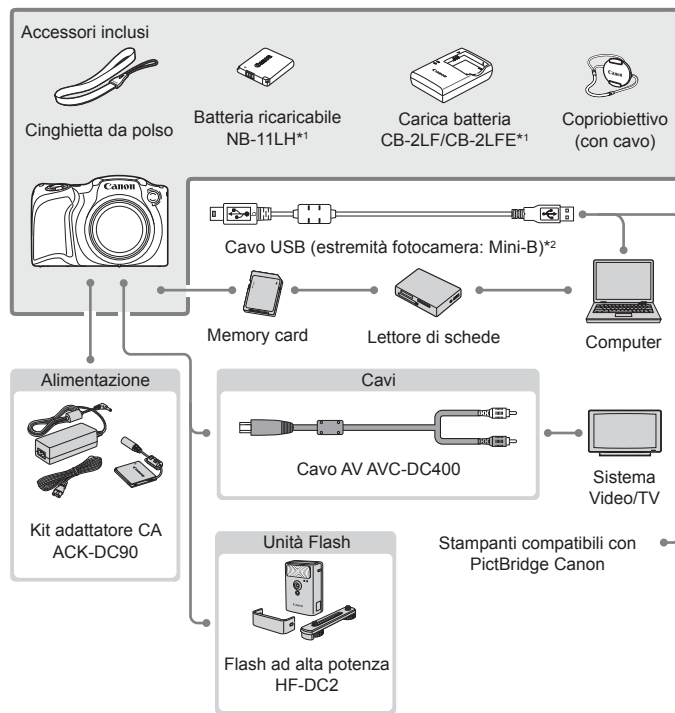 Accessori inclusi
Cinghietta da polso
Batteria ricaricabile
NB-11LH*1
Canon
Carica batteria
CB-2LF/CB-2LFE*1
Canon
Copriobiettivo
(con cavo)
Canon
Cavo USB (estremità fotocamera: Mini-B)*2
Memory card
Lettore di schede
Computer
Alimentazione
Kit adattatore CA
ACK-DC90
Cavi
Cavo AV AVC-DC400
Sistema
Video/TV
Unità Flash
Flash ad alta potenza
HF-DC2
Stampanti compatibili con
PictBridge Canon